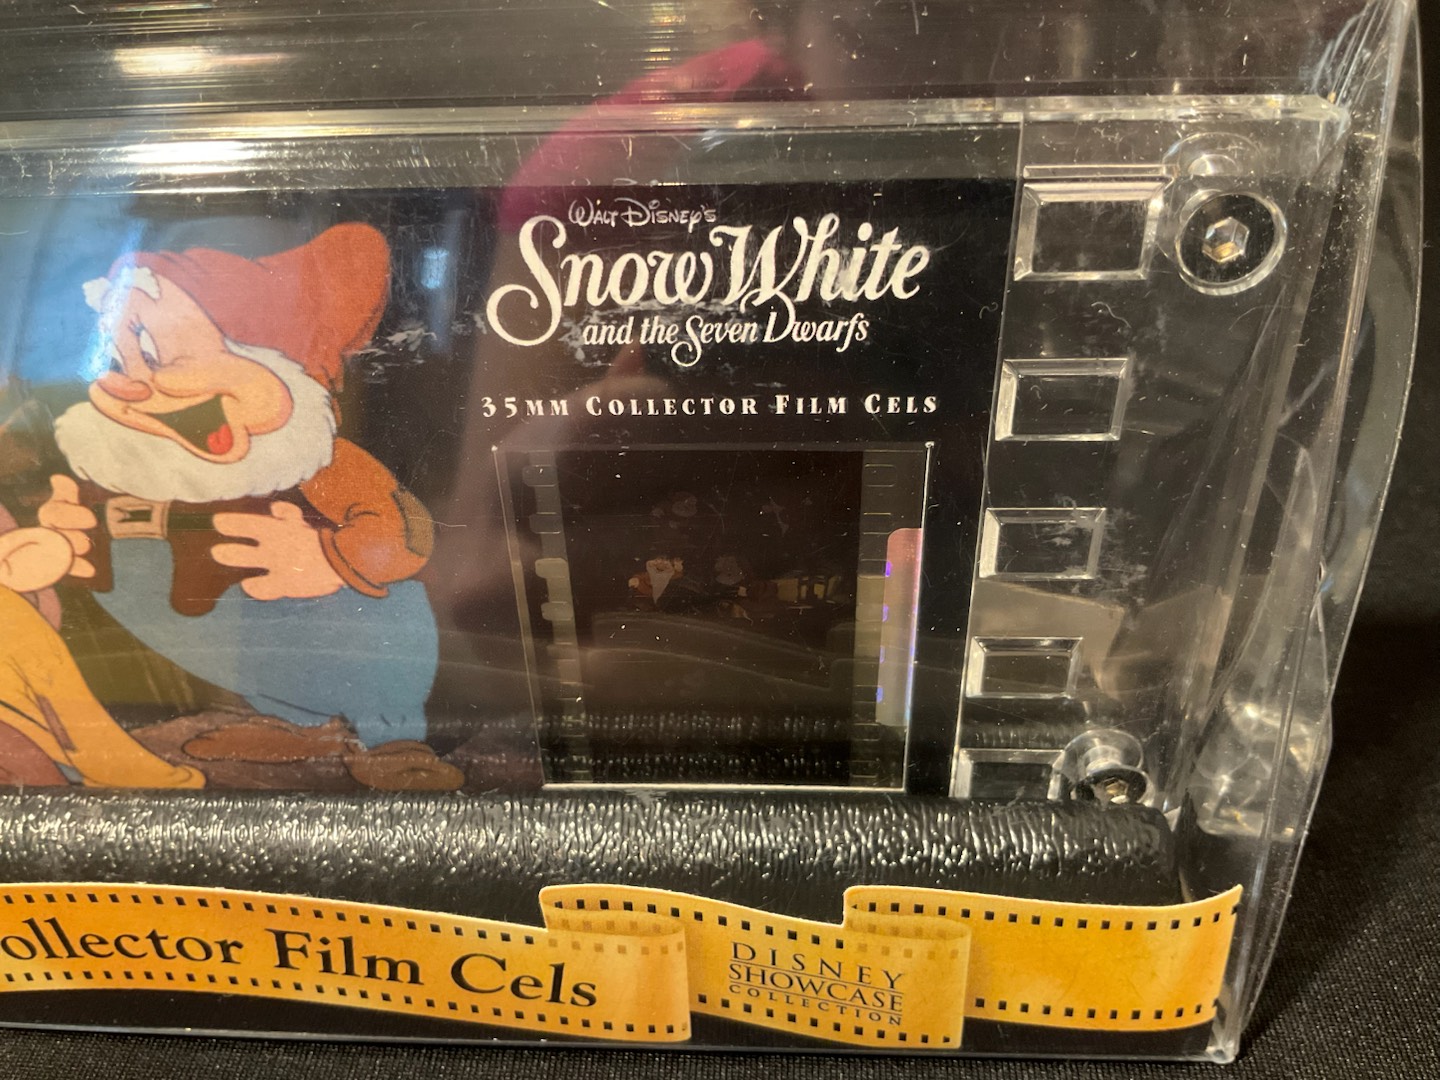 WALT DISNEY'S
Snow White
and the Seven Dwarfs
35MM COLLECTOR FILM CELS
ollector Film Cels
DISNEY
SHOWCASE
COLLECTION